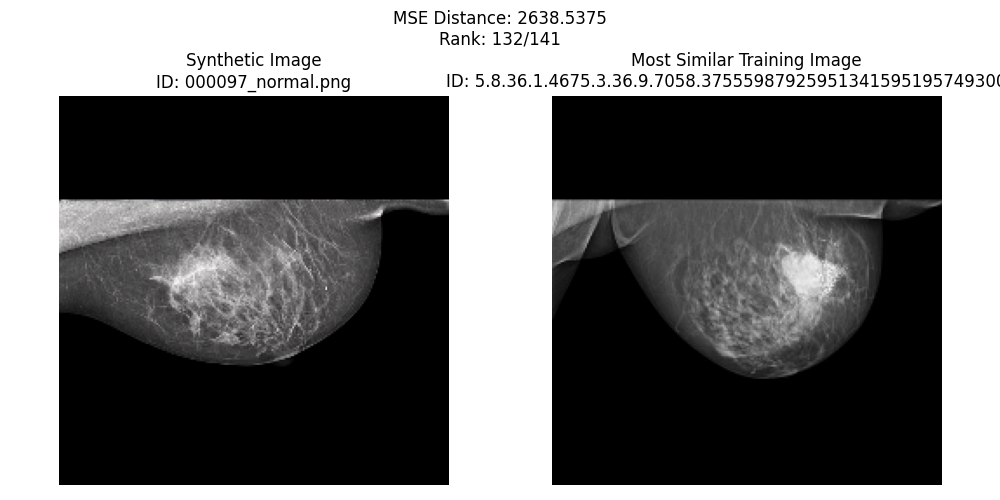 MSE Distance: 2638.5375
Rank: 132/141
Synthetic Image
ID: 000097_normal.png
Most Similar Training Image
ID: 5.8.36.1.4675.3.36.9.7058.37555987925951341595195749300